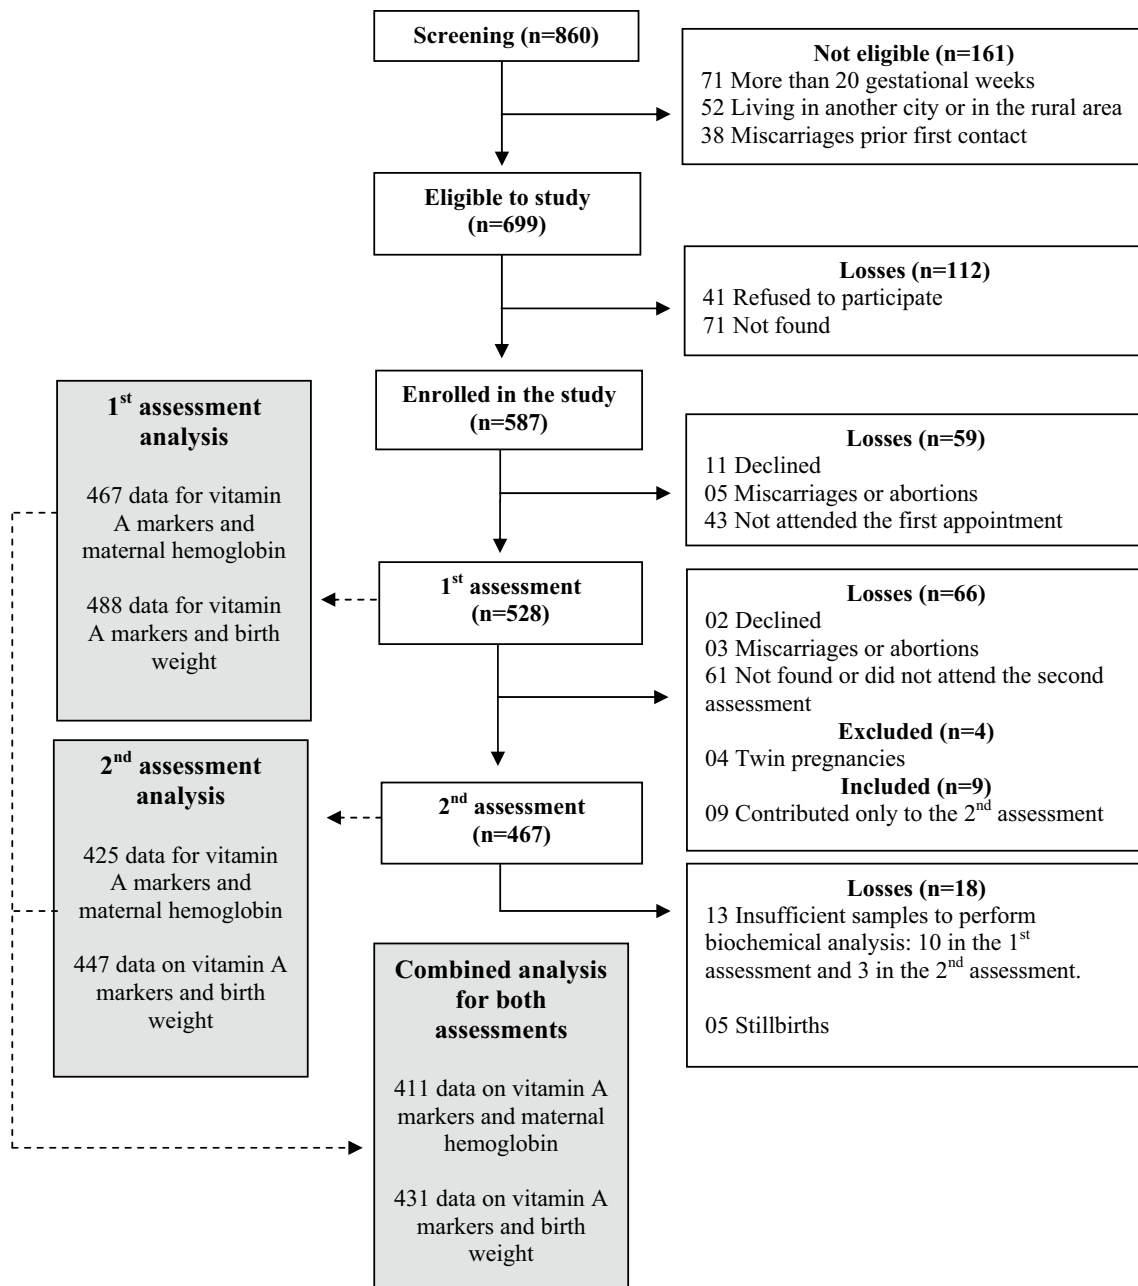 Screening (n=860)
Not eligible (n=161)
71 More than 20 gestational weeks
52 Living in another city or in the rural area
38 Miscarriages prior first contact
Eligible to study
(n=699)
Losses (n=112)
41 Refused to participate
71 Not found
Enrolled in the study
(n=587)
Losses (n=59)
11 Declined
05 Miscarriages or abortions
43 Not attended the first appointment
1st assessment
analysis
467 data for vitamin
A markers and
maternal hemoglobin
488 data for vitamin
A markers and birth
weight
1st assessment
(n=528)
Losses (n=66)
02 Declined
03 Miscarriages or abortions
61 Not found or did not attend the second
assessment
Excluded (n=4)
04 Twin pregnancies
Included (n=9)
09 Contributed only to the 2nd assessment
2nd assessment
analysis
425 data for vitamin
A markers and
maternal hemoglobin
447 data on vitamin A
markers and birth
weight
2nd assessment
(n=467)
Losses (n=18)
13 Insufficient samples to perform
biochemical analysis: 10 in the 1st
assessment and 3 in the 2nd assessment.
05 Stillbirths
Combined analysis
for both
assessments
411 data on vitamin A
markers and maternal
hemoglobin
431 data on vitamin A
markers and birth
weight